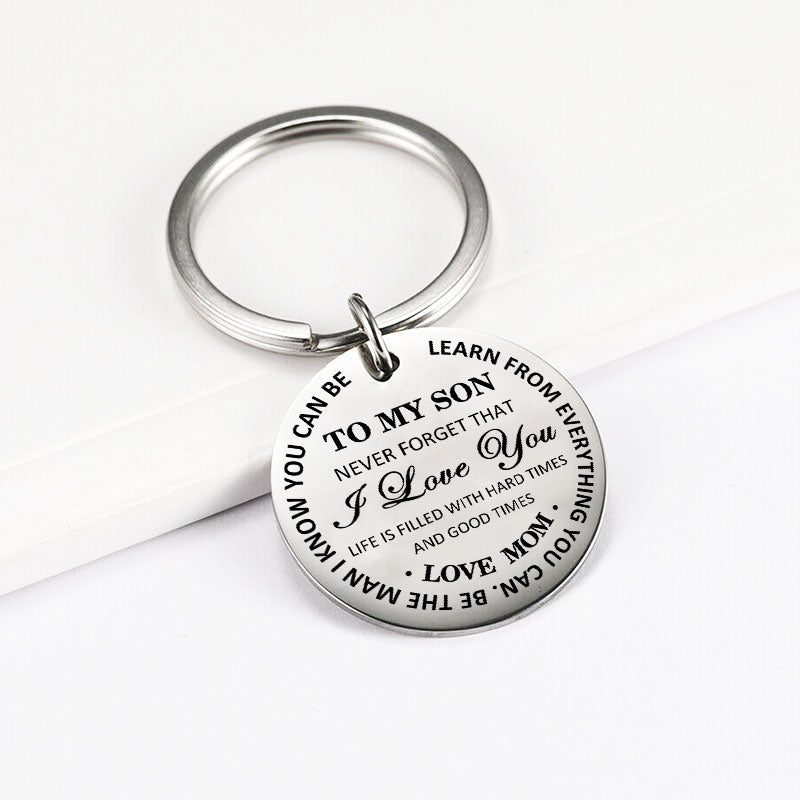 TO MY SON
NEVER FORGET THAT
I Love You
LIFE IS FILLED WITH HARD TIMES
AND GOOD TIMES
· LOVE MOM ·
LEARN FROM EVERYTHING YOU CAN. BE THE MAN I KNOW YOU CAN BE